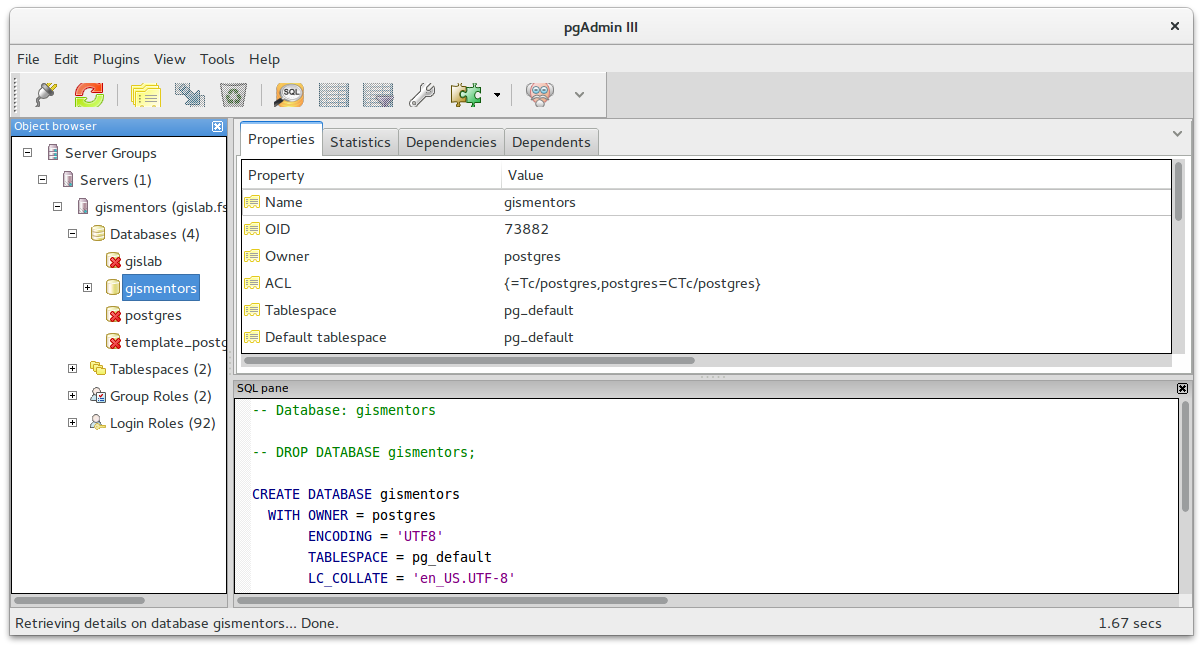 pgAdmin III
File Edit Plugins View Tools Help
SQL
Object browser
Server Groups
Servers (1)
gismentors (gislab.fs
Databases (4)
gislab
gismentors
postgres
template_postg
Tablespaces (2)
Group Roles (2)
Login Roles (92)
Properties Statistics Dependencies Dependents
Property Value
Name gismentors
OID 73882
Owner postgres
ACL {=Tc/postgres,postgres=CTc/postgres}
Tablespace pg_default
Default tablespace pg_default
SQL pane
-- Database: gismentors
-- DROP DATABASE gismentors;
CREATE DATABASE gismentors
WITH OWNER = postgres
ENCODING = 'UTF8'
TABLESPACE = pg_default
LC_COLLATE = 'en_US.UTF-8'
Retrieving details on database gismentors... Done. 1.67 secs